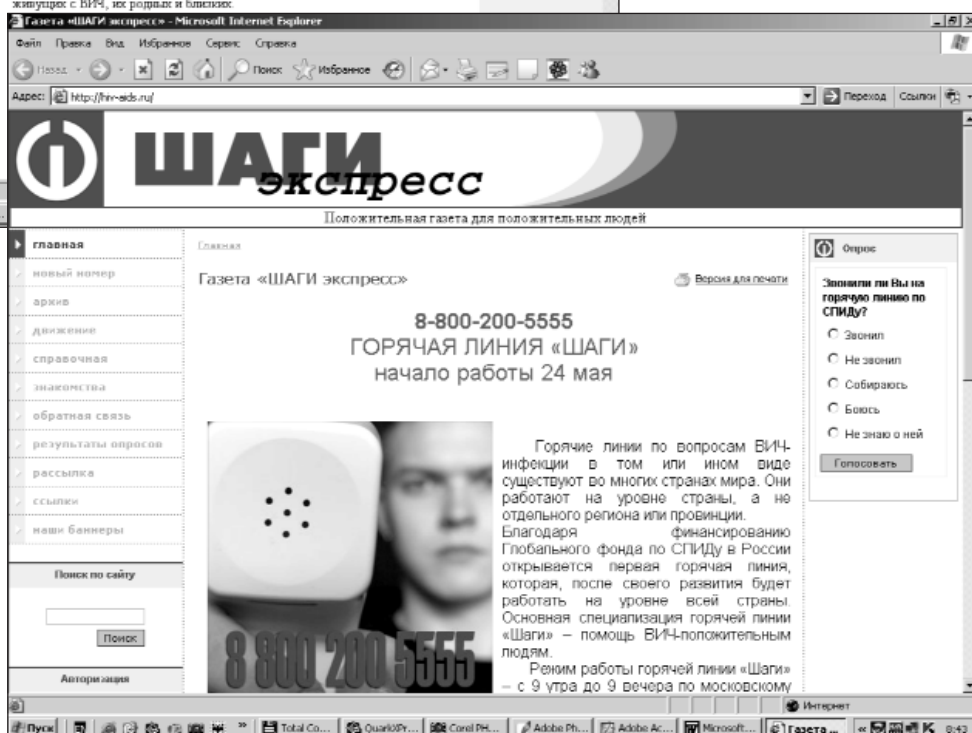 живущих с ВИЧ, их родных и близких.
Газета «ШАГИ экспресс» - Microsoft Internet Explorer
Файл Правка Вид Избранное Сервис Справка
Назад Поиск Избранное
Адрес: http://hiv-aids.ru/ Переход Ссылки
ШАГИ
экспресс
Положительная газета для положительных людей
главная
новый номер
архив
движение
справочная
знакомства
обратная связь
результаты опросов
рассылка
ссылки
наши баннеры
Поиск по сайту
Поиск
Авторизация
Главная
Газета «ШАГИ экспресс»
Версия для печати
8-800-200-5555
ГОРЯЧАЯ ЛИНИЯ «ШАГИ»
начало работы 24 мая
8 800 200 5555
Горячие линии по вопросам ВИЧ-
инфекции в том или ином виде
существуют во многих странах мира. Они
работают на уровне страны, а не
отдельного региона или провинции.
Благодаря финансированию
Глобального фонда по СПИДу в России
открывается первая горячая линия,
которая, после своего развития будет
работать на уровне всей страны.
Основная специализация горячей линии
«Шаги» – помощь ВИЧ-положительным
людям.
Режим работы горячей линии «Шаги»
– с 9 утра до 9 вечера по московскому
Опрос
Звонили ли Вы на
горячую линию по
СПИДу?
Звонил
Не звонил
Собираюсь
Боюсь
Не знаю о ней
Голосовать
Интернет
Пуск » Total Co... QuarkXPr... Corel PH... Adobe Ph... Adobe Ac... Microsoft... Газета ... « 0:43